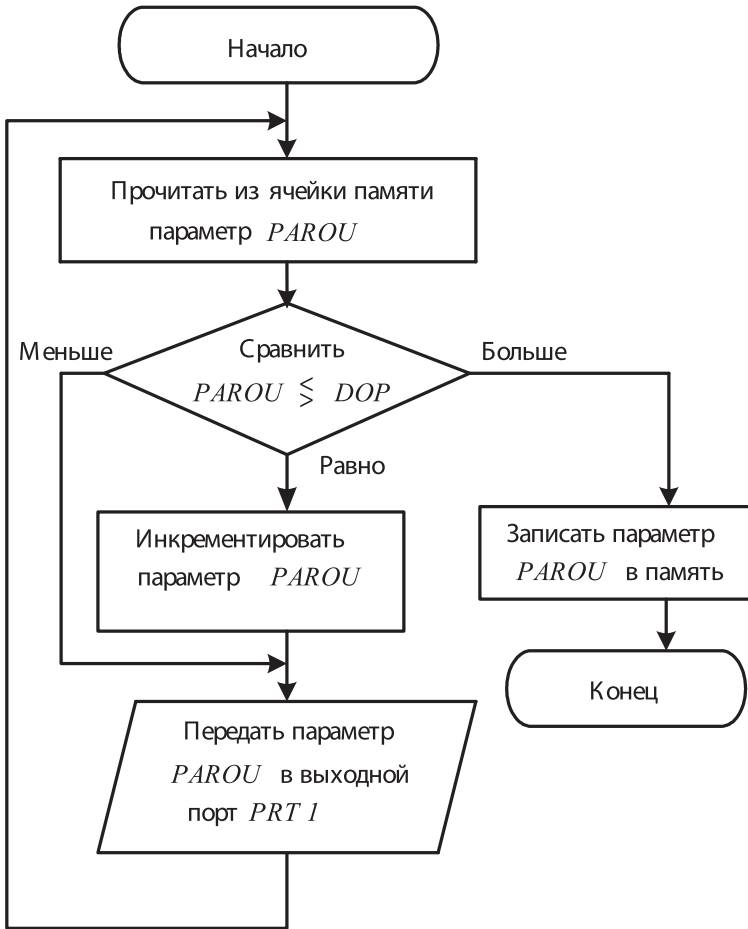 Начало
Прочитать из ячейки памяти
параметр PAROU
Меньше
Сравнить
PAROU ≶ DOP
Больше
Равно
Инкрементировать
параметр PAROU
Записать параметр
PAROU в память
Конец
Передать параметр
PAROU в выходной
порт PRT 1